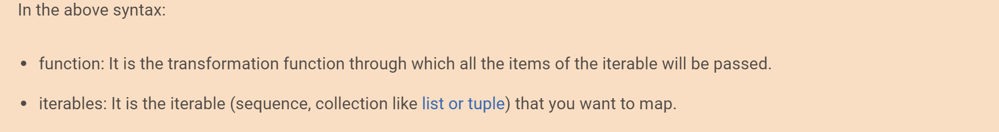 In the above syntax:
• function: It is the transformation function through which all the items of the iterable will be passed.
• iterables: It is the iterable (sequence, collection like list or tuple) that you want to map.